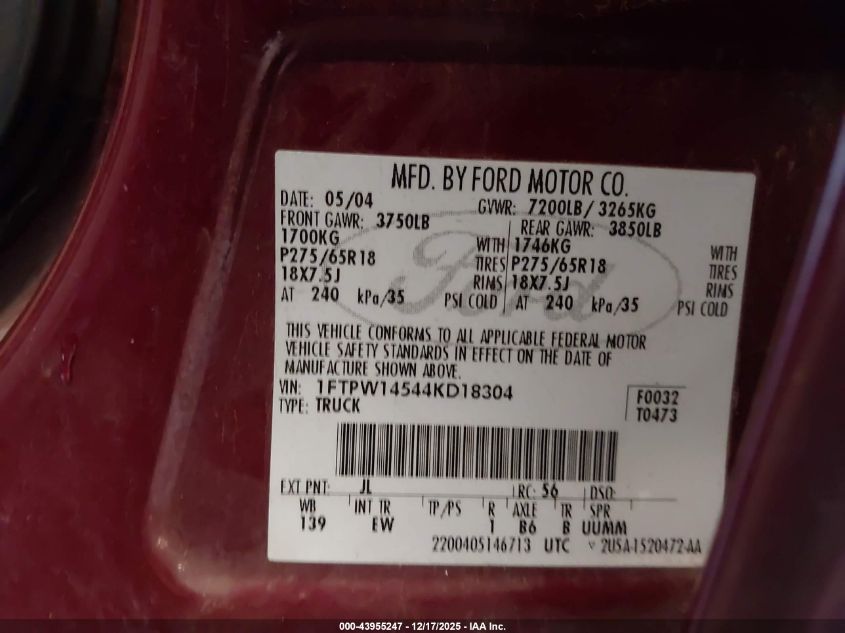 MFD. BY FORD MOTOR CO.
DATE: 05/04 GVWR: 7200LB/ 3265KG
FRONT GAWR: 3750LB REAR GAWR: 3850LB
1700KG WITH 1746KG WITH
P275/65R18 TIRES P275/65R18 TIRES
18X7.5J RIMS 18X7.5J RIMS
AT 240 kPa/35 PSI COLD AT 240 kPa/35 PSI COLD
Ford
THIS VEHICLE CONFORMS TO ALL APPLICABLE FEDERAL MOTOR
VEHICLE SAFETY STANDARDS IN EFFECT ON THE DATE OF
MANUFACTURE SHOWN ABOVE.
VIN: 1FTPW14544KD18304 F0032
TYPE: TRUCK T0473
EXT PNT: JL RC: 56 DSO:
WB INT TR TP/PS R AXLE TR SPR
139 EW 1 B6 B UUMM
2200405146713 UTC ▽ 2U5A-1520472-AA
000-43955247 - 12/17/2025 - IAA Inc.